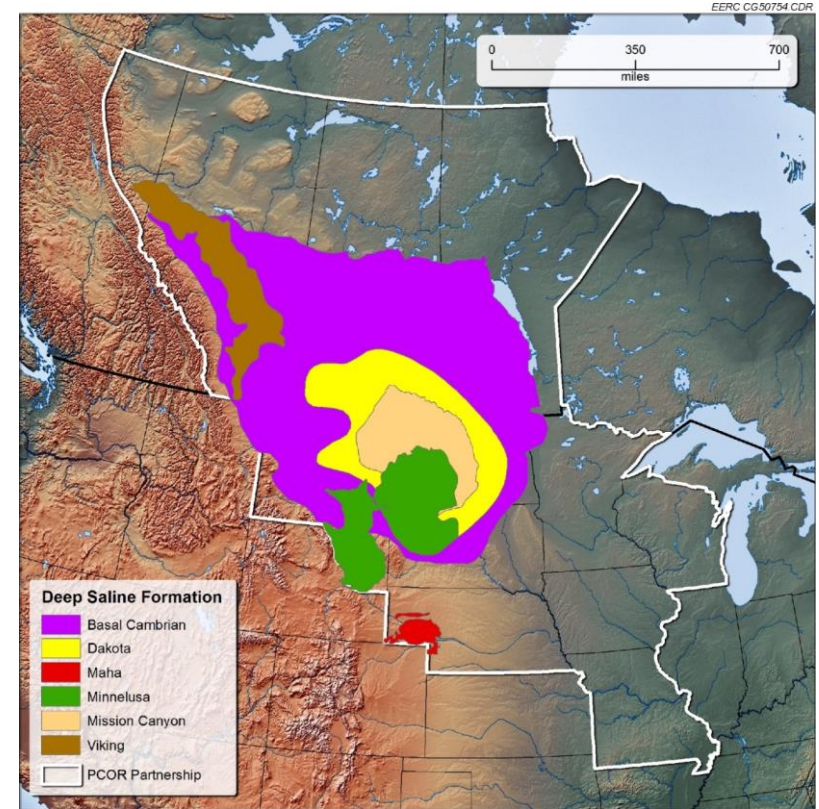 EERC CG50754.CDR
0 350 700
miles
Deep Saline Formation
Basal Cambrian
Dakota
Maha
Minnelusa
Mission Canyon
Viking
PCOR Partnership